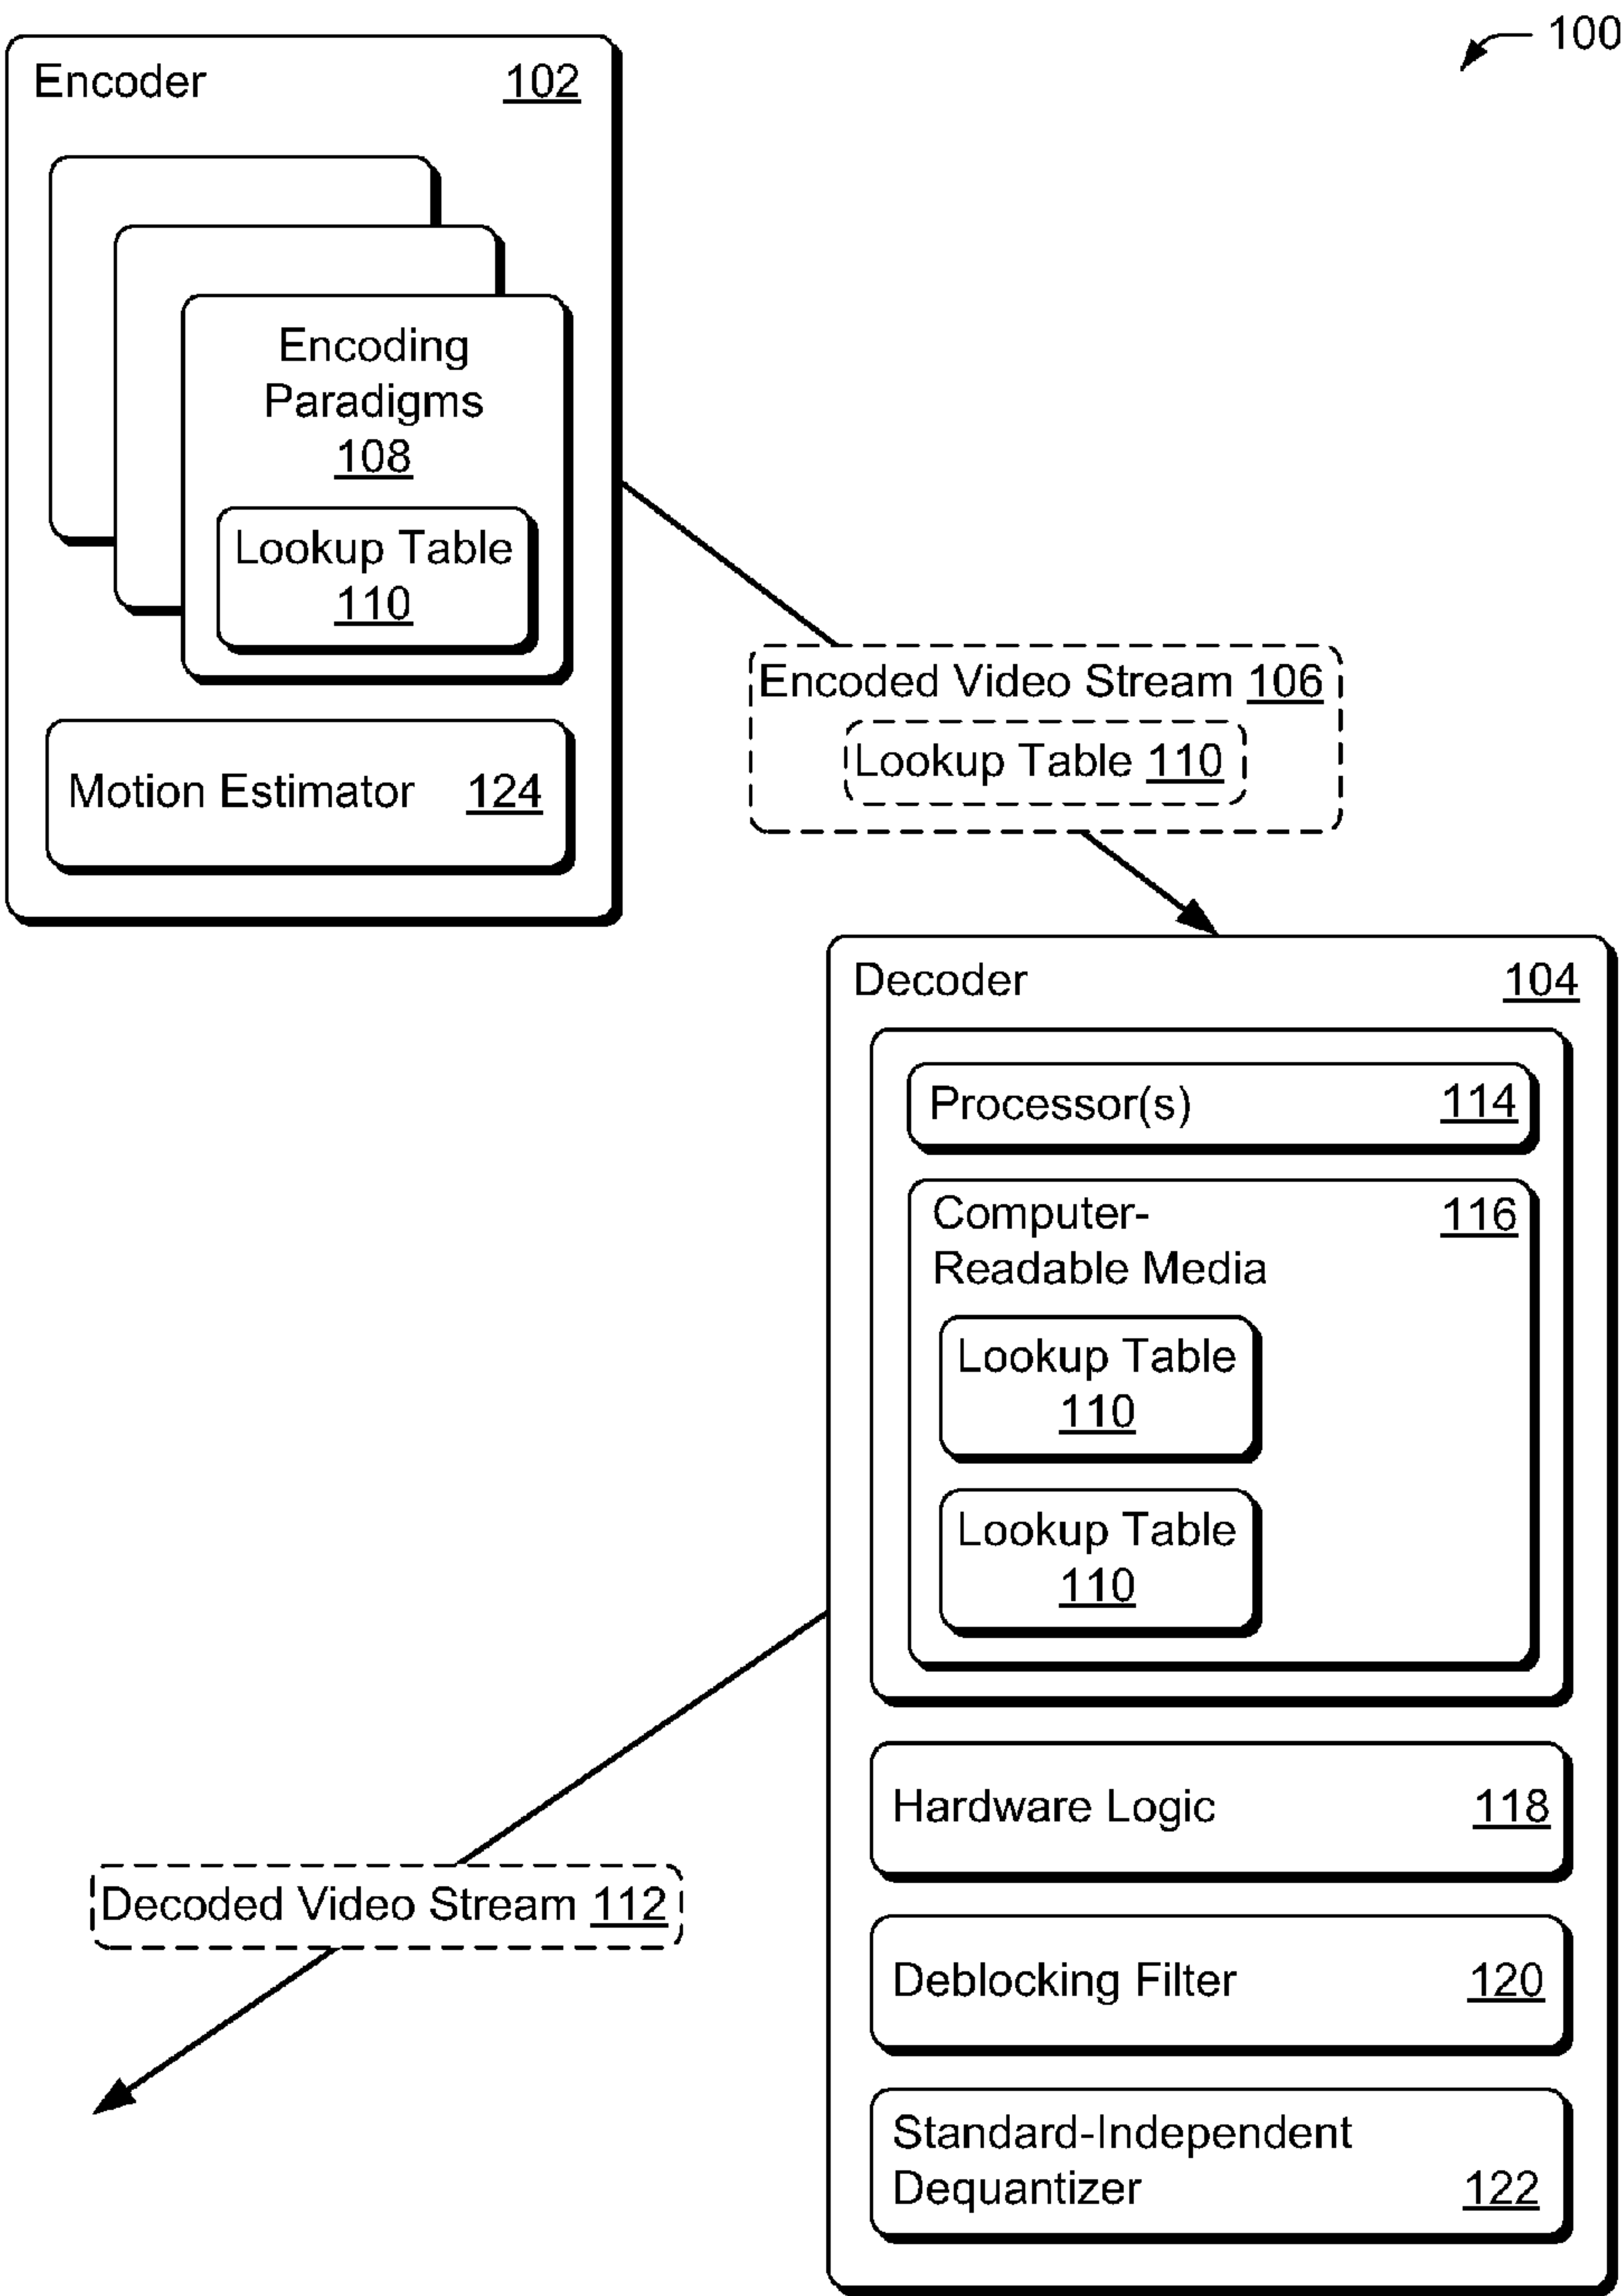 100
Encoder 102
Encoding
Paradigms
108
Lookup Table
110
Motion Estimator 124
Encoded Video Stream 106
Lookup Table 110
Decoder 104
Processor(s) 114
Computer- 116
Readable Media
Lookup Table
110
Lookup Table
110
Hardware Logic 118
Decoded Video Stream 112
Deblocking Filter 120
Standard-Independent
Dequantizer 122